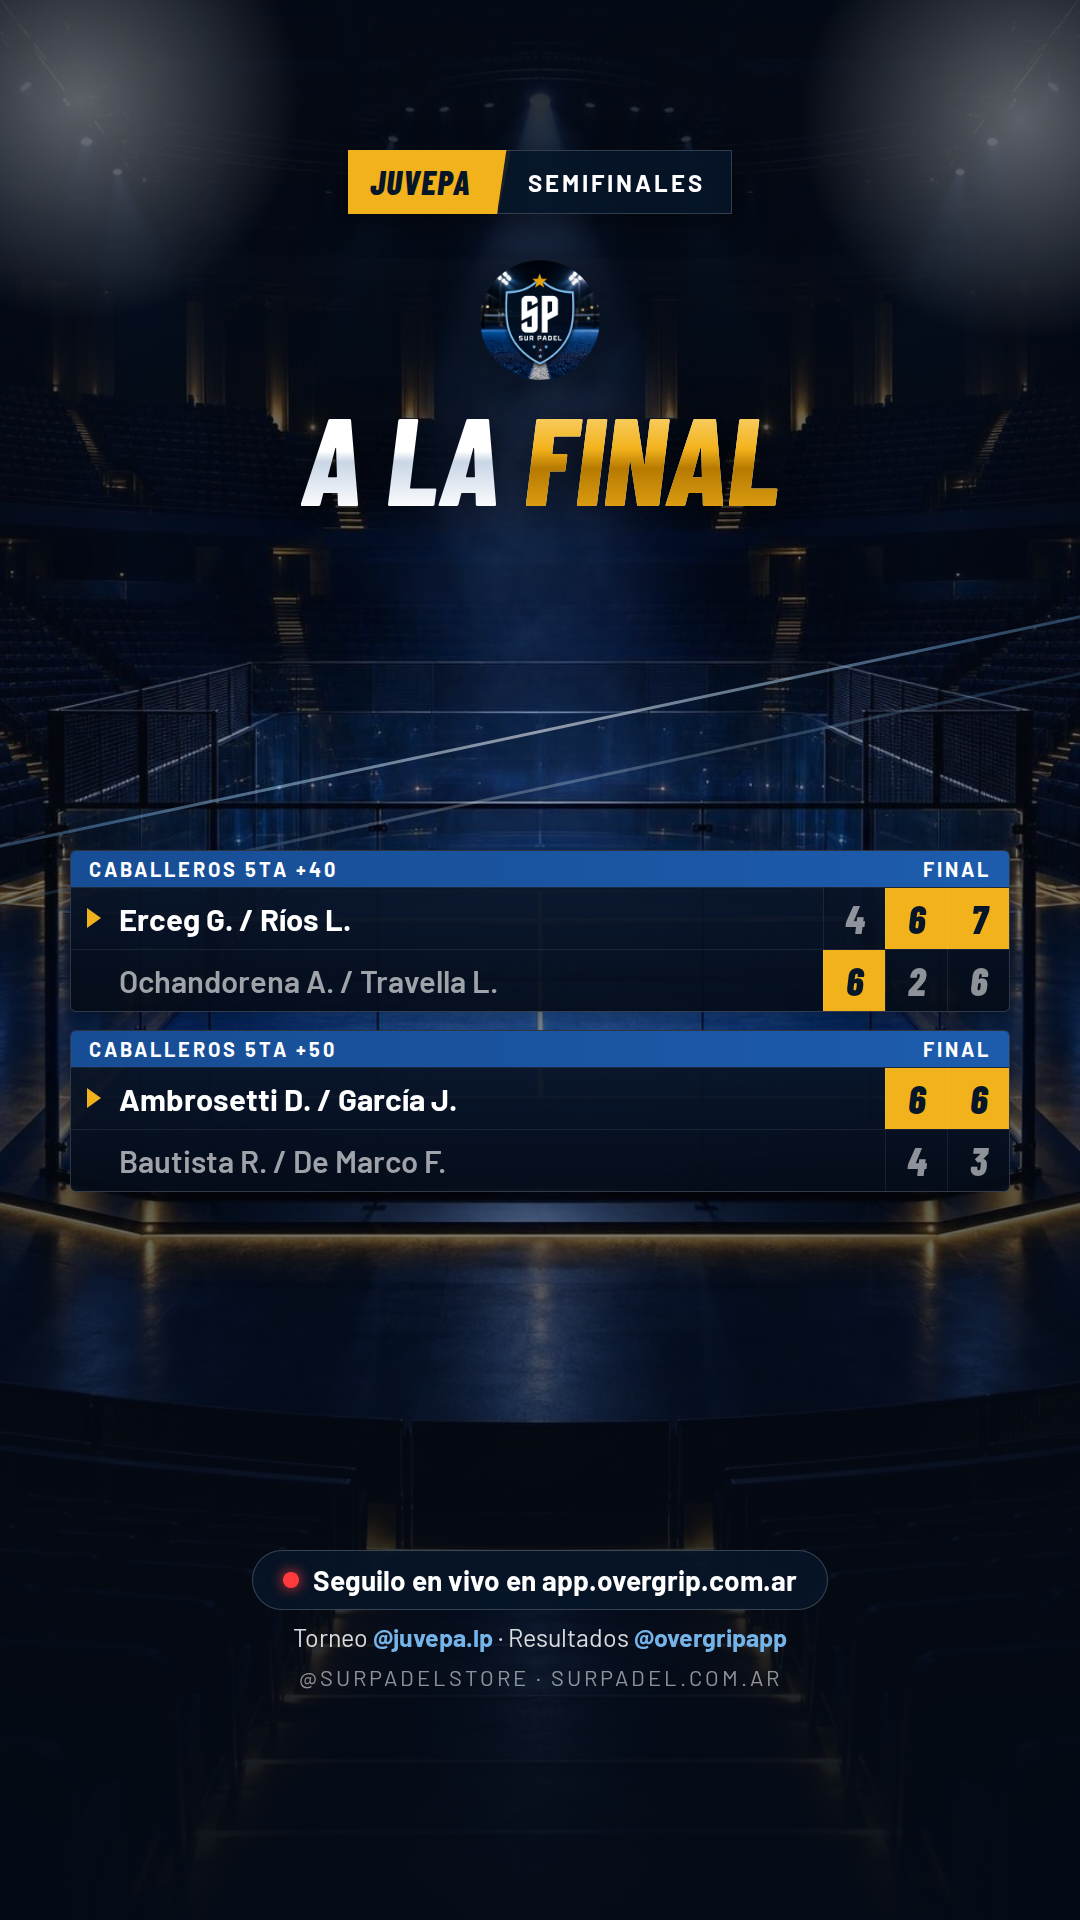 JUVEPA SEMIFINALES
SP
SUR PADEL
A LA FINAL
CABALLEROS 5TA +40 FINAL
Erceg G. / Ríos L. 4 6 7
Ochandorena A. / Travella L. 6 2 6
CABALLEROS 5TA +50 FINAL
Ambrosetti D. / García J. 6 6
Bautista R. / De Marco F. 4 3
Seguilo en vivo en app.overgrip.com.ar
Torneo @juvepa.lp · Resultados @overgripapp
@SURPADELSTORE · SURPADEL.COM.AR